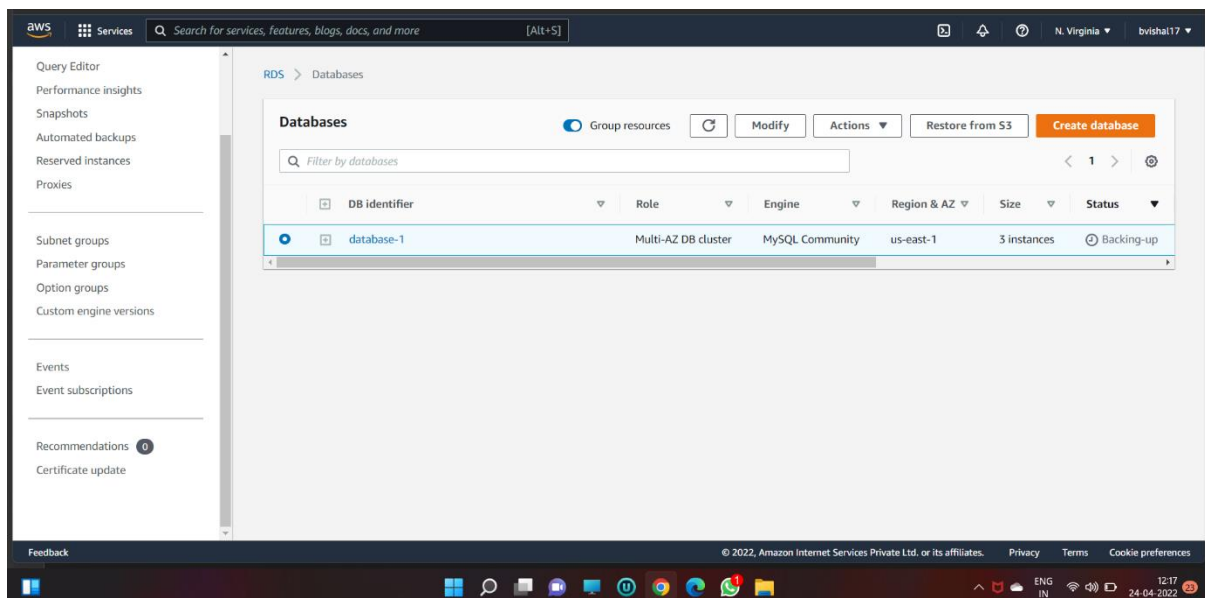 aws Services Search for services, features, blogs, docs, and more [Alt+S] N. Virginia ▼ bvishal17 ▼
Query Editor
Performance insights
Snapshots
Automated backups
Reserved instances
Proxies
Subnet groups
Parameter groups
Option groups
Custom engine versions
Events
Event subscriptions
Recommendations 0
Certificate update
RDS > Databases
Databases Group resources Modify Actions ▼ Restore from S3 Create database
Filter by databases < 1 >
DB identifier Role Engine Region & AZ Size Status ▼
database-1 Multi-AZ DB cluster MySQL Community us-east-1 3 instances Backing-up
Feedback © 2022, Amazon Internet Services Private Ltd. or its affiliates. Privacy Terms Cookie preferences
ENG 12:17
IN 24-04-2022 23